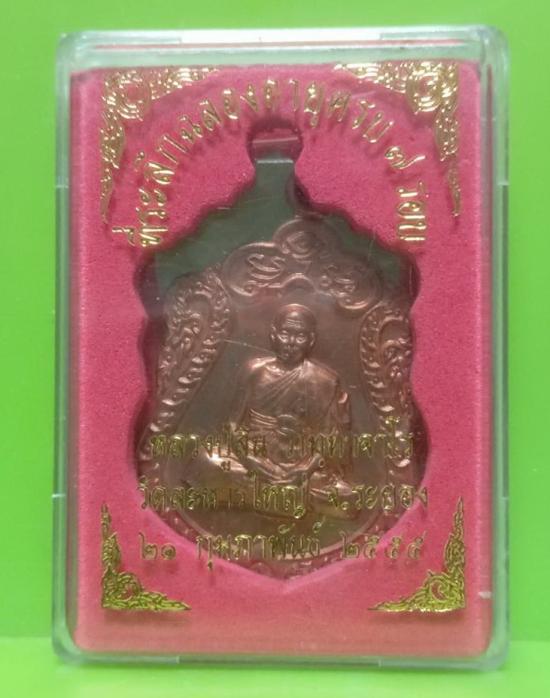 ที่ระลึกฉลองอายุครบ ๗ รอบ
หลวงปู่สิน ภทฺทาจาโร
วัดละหารใหญ่ จ.ระยอง
๒๑ กุมภาพันธ์ ๒๕๕๕